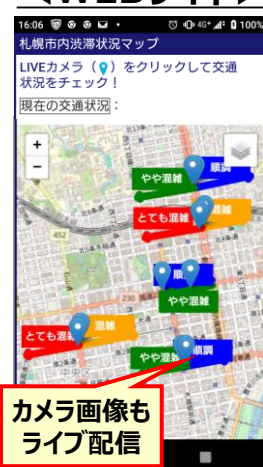 16:06
4G+
100%
札幌市内渋滞状況マップ
LIVEカメラ（）をクリックして交通
状況をチェック！
現在の交通状況：
+
−
順調
やや混雑
混雑
とても混雑
452
順調
230
やや混雑
混雑
とても混雑
やや混雑
順調
中央区
カメラ画像も
ライブ配信